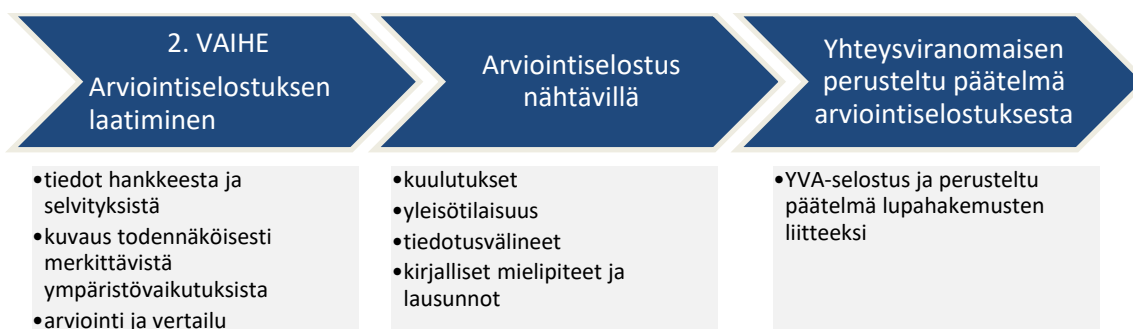 2. VAIHE
Arviointiselostuksen
laatiminen
Arviointiselostus
nähtävillä
Yhteysviranomaisen
perusteltu päätelmä
arviointiselostuksesta
•tiedot hankkeesta ja
selvityksistä
•kuvaus todennäköisesti
merkittävistä
ympäristövaikutuksista
•arviointi ja vertailu
•kuulutukset
•yleisötilaisuus
•tiedotusvälineet
•kirjalliset mielipiteet ja
lausunnot
•YVA-selostus ja perusteltu
päätelmä lupahakemusten
liitteeksi